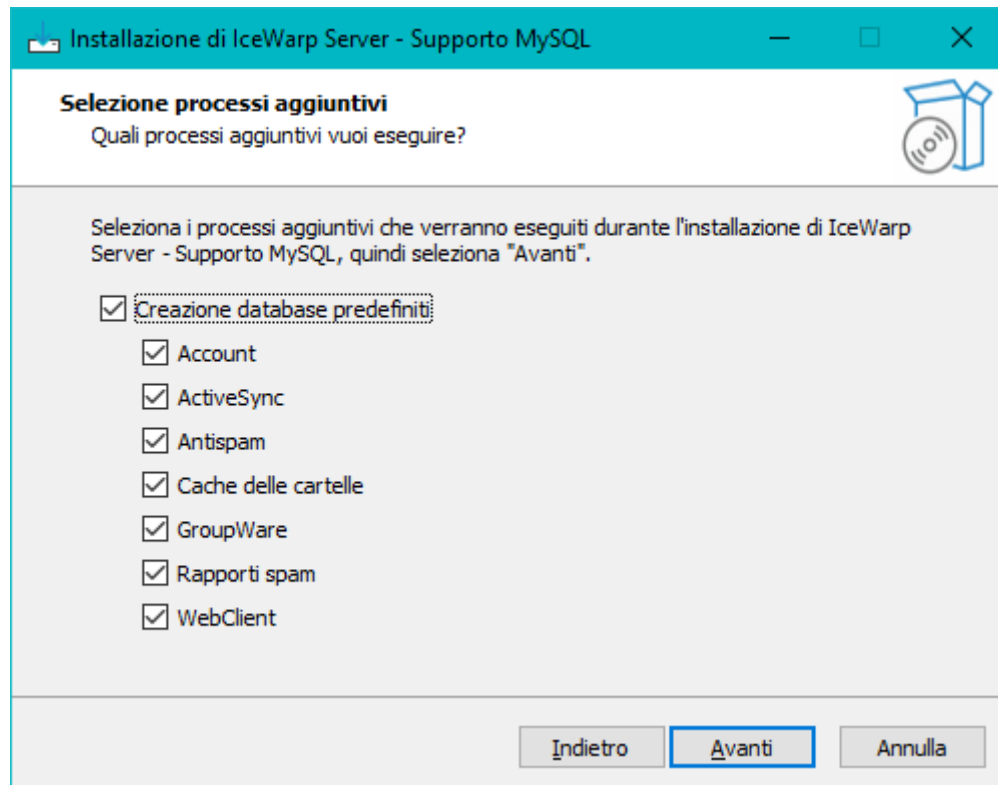 Installazione di IceWarp Server - Supporto MySQL
Selezione processi aggiuntivi
Quali processi aggiuntivi vuoi eseguire?
Seleziona i processi aggiuntivi che verranno eseguiti durante l'installazione di IceWarp
Server - Supporto MySQL, quindi seleziona "Avanti".
Creazione database predefiniti
Account
ActiveSync
Antispam
Cache delle cartelle
GroupWare
Rapporti spam
WebClient
Indietro Avanti Annulla